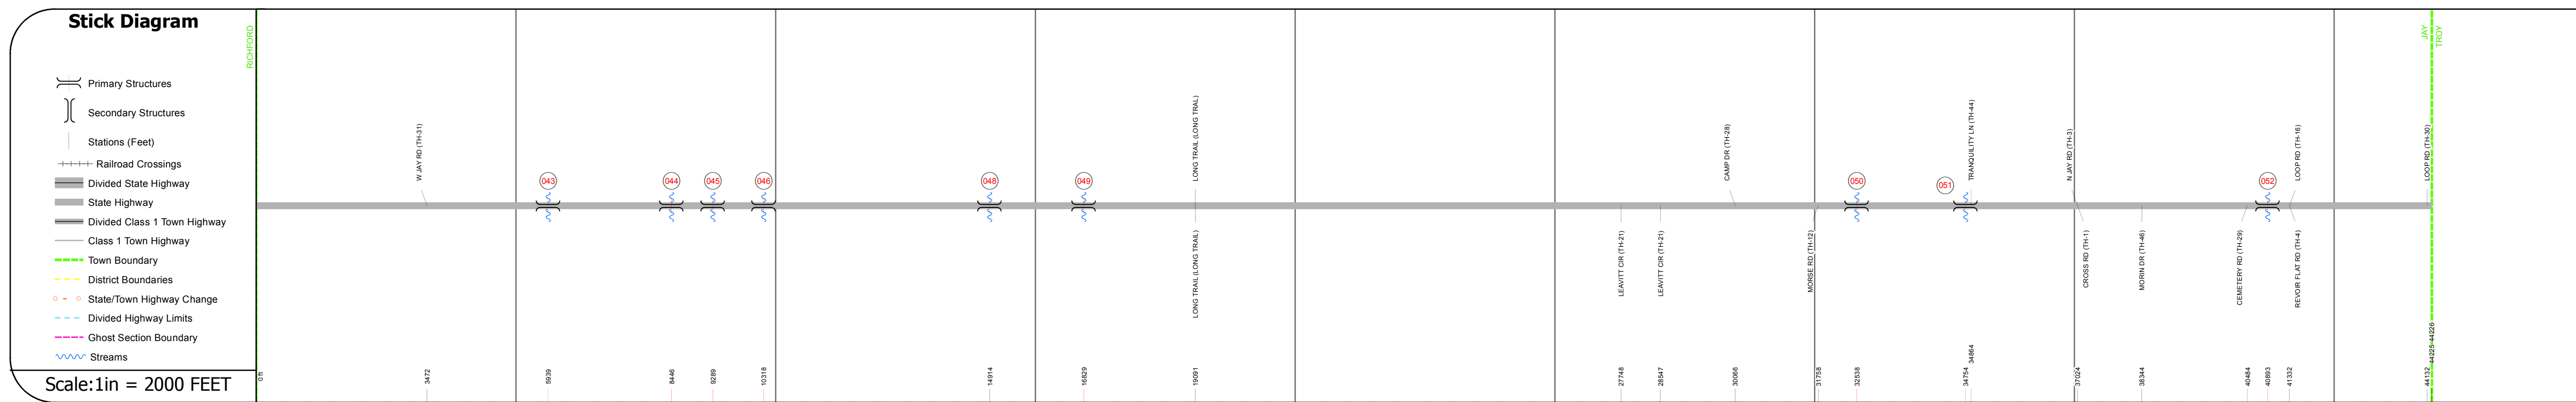 Stick Diagram
Primary Structures
Secondary Structures
Stations (Feet)
Railroad Crossings
Divided State Highway
State Highway
Divided Class 1 Town Highway
Class 1 Town Highway
Town Boundary
District Boundaries
State/Town Highway Change
Divided Highway Limits
Ghost Section Boundary
Streams
Scale:1in = 2000 FEET
RICHFORD
JAY
TROY
W JAY RD (TH-31)
LONG TRAIL (LONG TRAIL)
CAMP DR (TH-28)
TRANQUILITY LN (TH-44)
N JAY RD (TH-3)
LOOP RD (TH-16)
LOOP RD (TH-30)
043
044
045
046
048
049
050
051
052
LONG TRAIL (LONG TRAIL)
LEAVITT CIR (TH-21)
LEAVITT CIR (TH-21)
MORSE RD (TH-12)
CROSS RD (TH-1)
MORIN DR (TH-46)
CEMETERY RD (TH-29)
REVOIR FLAT RD (TH-4)
0 ft
3472
5939
8446
9289
10318
14914
16829
19091
27748
28547
30066
31758
32538
34754
34864
37024
38344
40484
40893
41332
44132
44225-44226